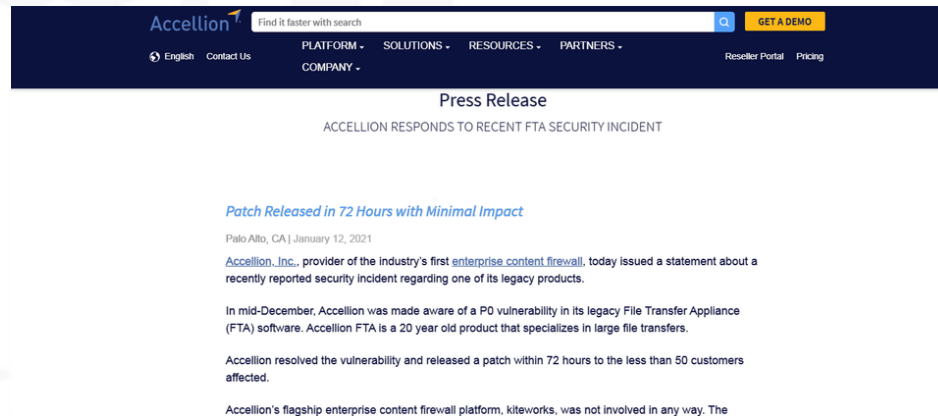 Accellion
Find it faster with search
GET A DEMO
English Contact Us
PLATFORM SOLUTIONS RESOURCES PARTNERS
COMPANY
Reseller Portal Pricing
Press Release
ACCELLION RESPONDS TO RECENT FTA SECURITY INCIDENT
Patch Released in 72 Hours with Minimal Impact
Palo Alto, CA | January 12, 2021
Accellion, Inc., provider of the industry's first enterprise content firewall, today issued a statement about a
recently reported security incident regarding one of its legacy products.
In mid-December, Accellion was made aware of a P0 vulnerability in its legacy File Transfer Appliance
(FTA) software. Accellion FTA is a 20 year old product that specializes in large file transfers.
Accellion resolved the vulnerability and released a patch within 72 hours to the less than 50 customers
affected.
Accellion's flagship enterprise content firewall platform, kiteworks, was not involved in any way. The